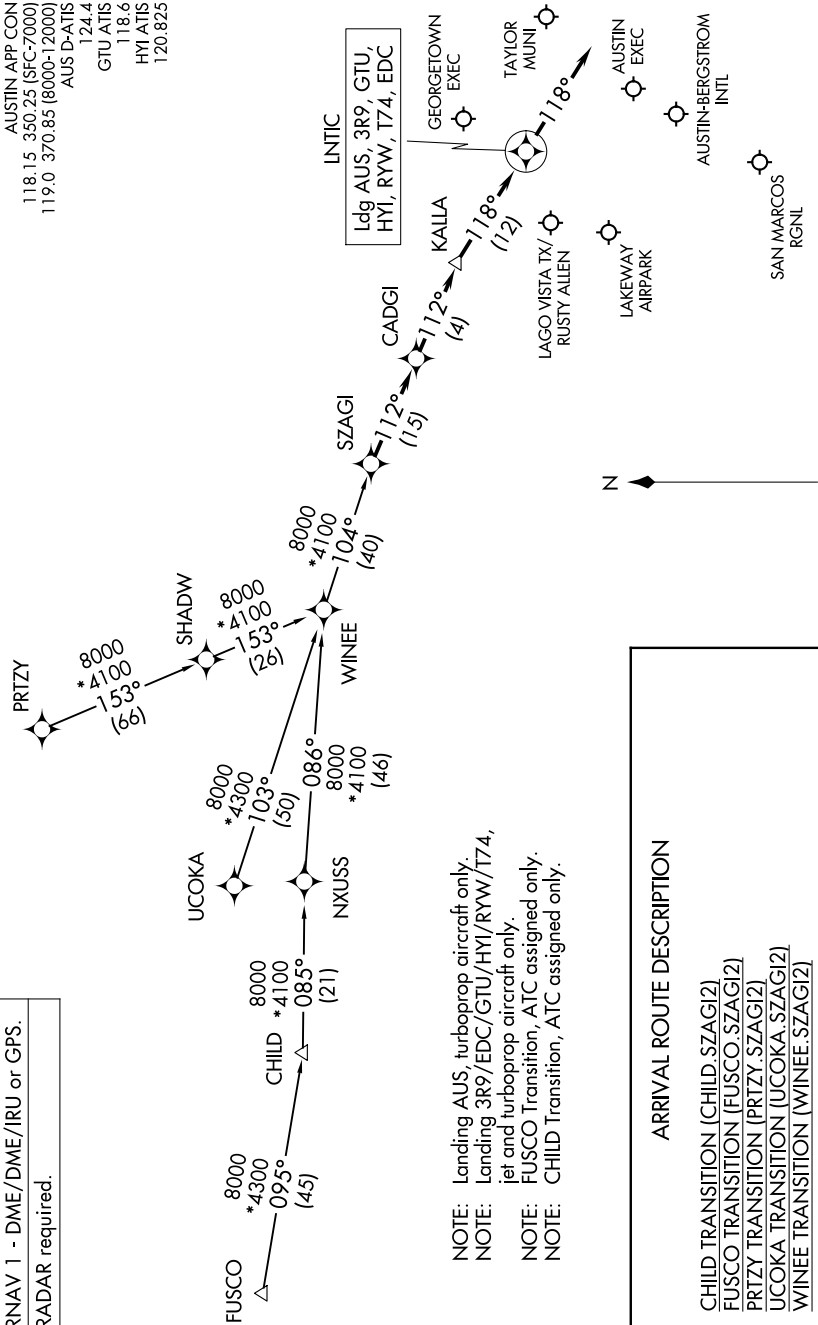 RNAV 1 - DME/DME/IRU or GPS.
RADAR required.
AUSTIN APP CON
118.15 350.25 (SFC-7000)
119.0 370.85 (8000-12000)
AUS D-ATIS
124.4
GTU ATIS
118.6
HYI ATIS
120.825
PRTZY
8000
*4100
153°
(66)
SHADW
8000
*4100
153°
(26)
UCOKA
8000
*4300
103°
(50)
FUSCO
8000
*4300
095°
(45)
CHILD
8000
*4100
085°
(21)
NXUSS
086°
8000
*4100
(46)
WINEE
8000
*4100
104°
(40)
SZAGI
112°
(15)
CADGI
112°
(4)
KALLA
118°
(12)
LNTIC
Ldg AUS, 3R9, GTU,
HYI, RYW, T74, EDC
118°
GEORGETOWN
EXEC
TAYLOR
MUNI
AUSTIN
EXEC
AUSTIN-BERGSTROM
INTL
LAGO VISTA TX/
RUSTY ALLEN
LAKEWAY
AIRPARK
SAN MARCOS
RGNL
N
NOTE: Landing AUS, turboprop aircraft only.
NOTE: Landing 3R9/EDC/GTU/HYI/RYW/T74,
jet and turboprop aircraft only.
NOTE: FUSCO Transition, ATC assigned only.
NOTE: CHILD Transition, ATC assigned only.
ARRIVAL ROUTE DESCRIPTION
CHILD TRANSITION (CHILD.SZAGI2)
FUSCO TRANSITION (FUSCO.SZAGI2)
PRTZY TRANSITION (PRTZY.SZAGI2)
UCOKA TRANSITION (UCOKA.SZAGI2)
WINEE TRANSITION (WINEE.SZAGI2)